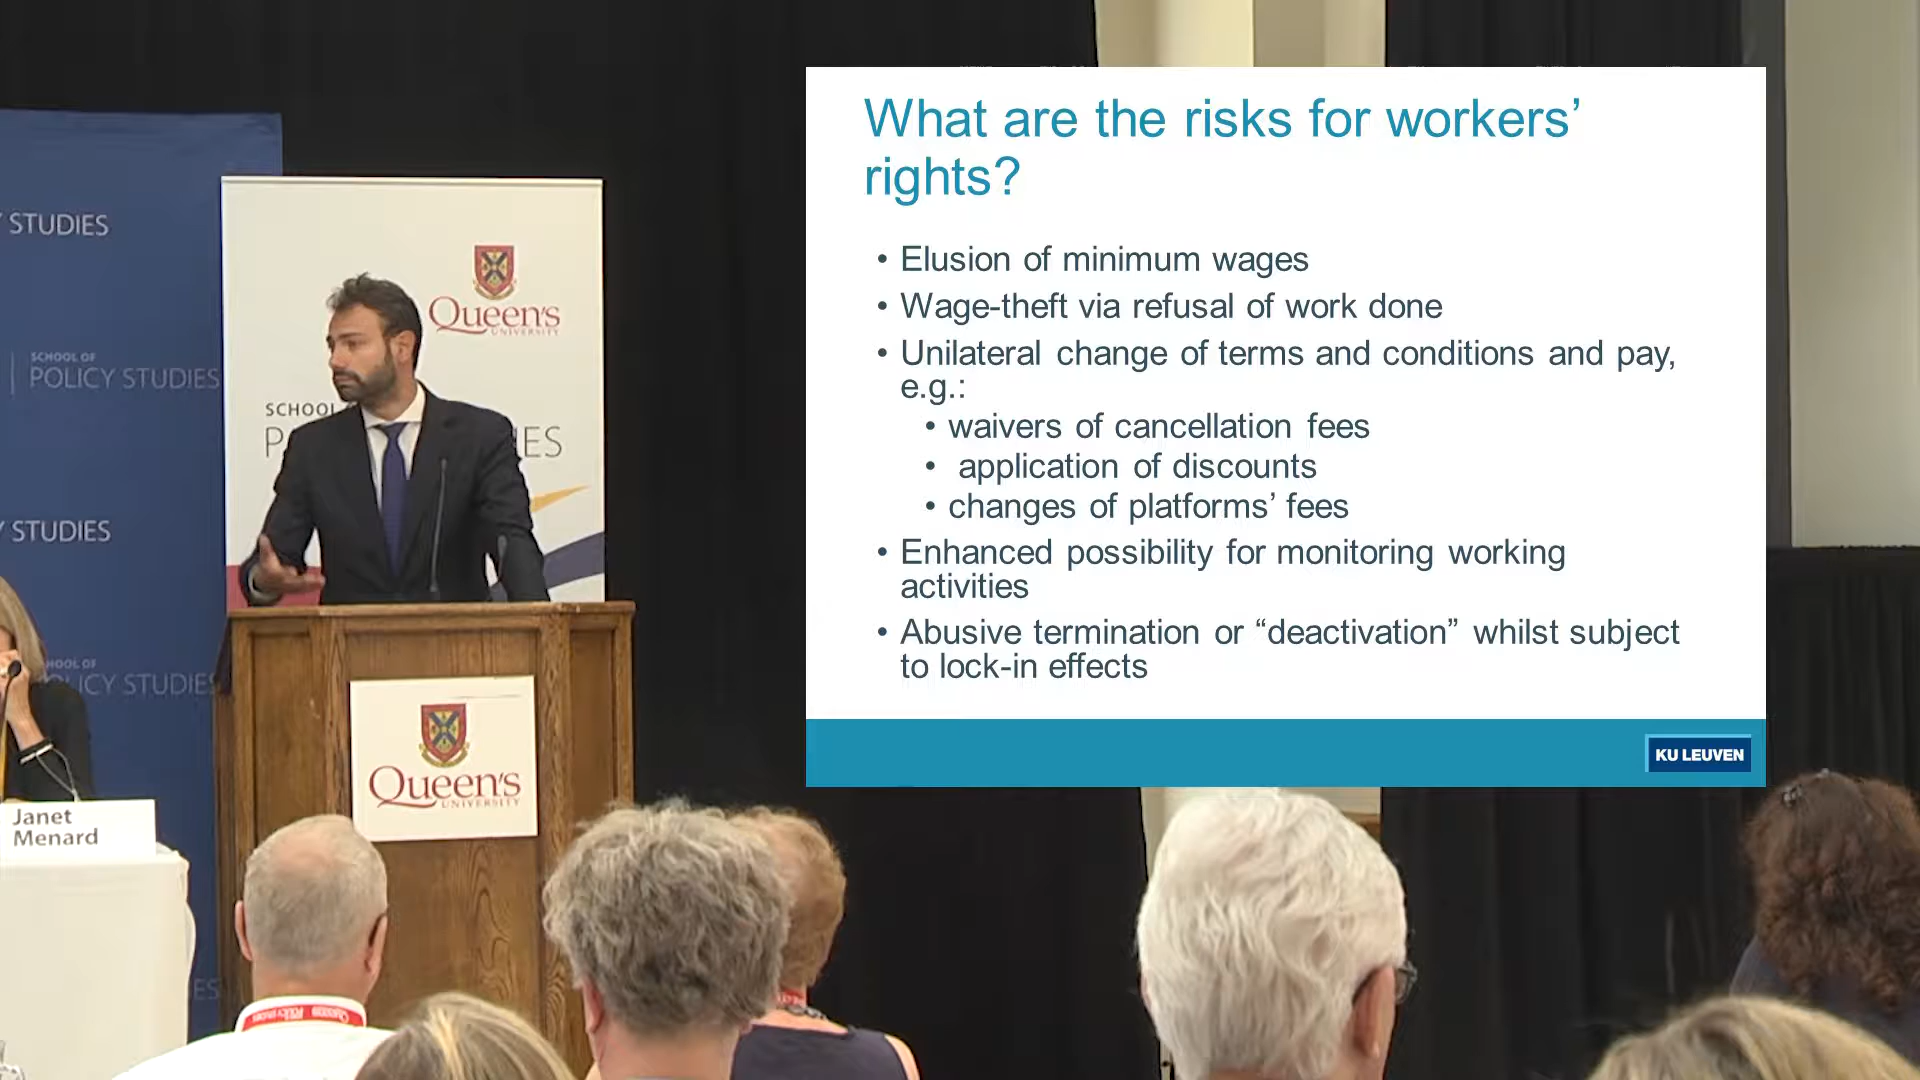 STUDIES
SCHOOL OF
POLICY STUDIES
STUDIES
POLICY STUDIES
Queen's
UNIVERSITY
SCHOOL
Queen's
UNIVERSITY
Janet
Menard
What are the risks for workers’
rights?
• Elusion of minimum wages
• Wage-theft via refusal of work done
• Unilateral change of terms and conditions and pay,
e.g.:
• waivers of cancellation fees
• application of discounts
• changes of platforms’ fees
• Enhanced possibility for monitoring working
activities
• Abusive termination or “deactivation” whilst subject
to lock-in effects
KU LEUVEN